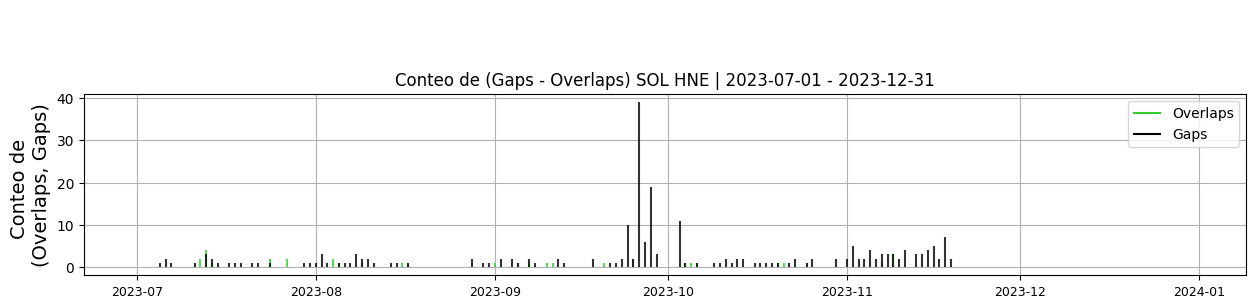 Conteo de (Gaps - Overlaps) SOL HNE | 2023-07-01 - 2023-12-31
Conteo de
(Overlaps, Gaps)
40
30
20
10
0
Overlaps
Gaps
2023-07
2023-08
2023-09
2023-10
2023-11
2023-12
2024-01